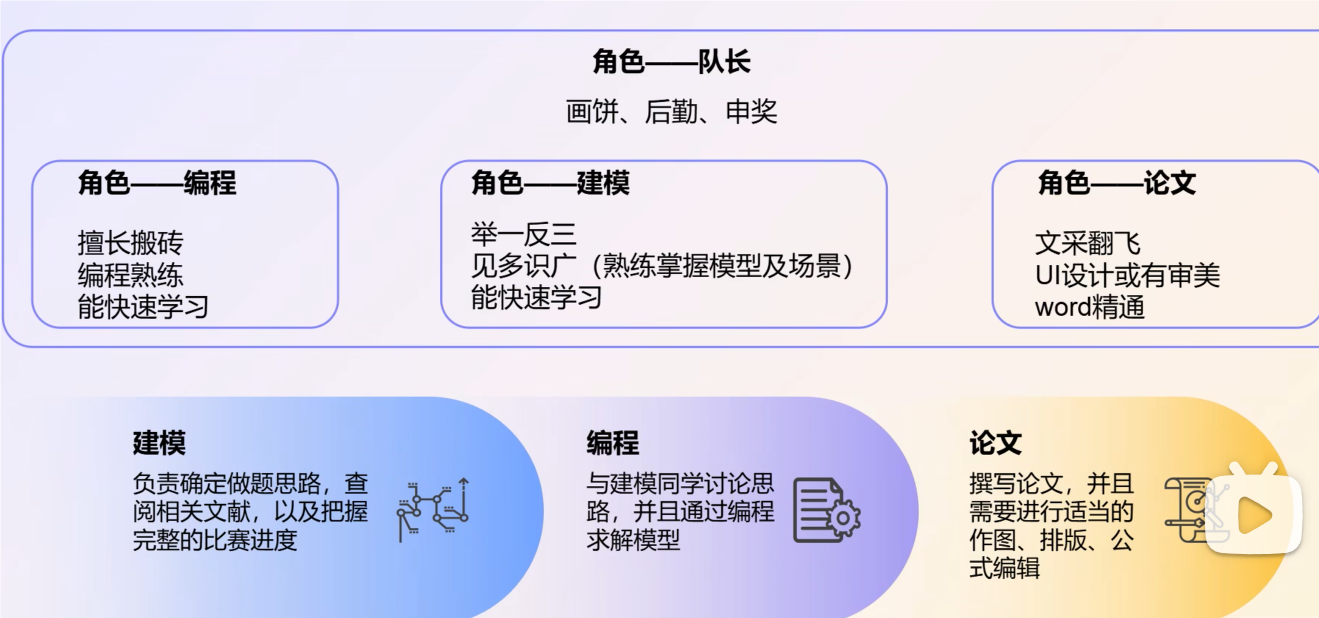 角色——队长
画饼、后勤、申奖
角色——编程
擅长搬砖
编程熟练
能快速学习
角色——建模
举一反三
见多识广（熟练掌握模型及场景）
能快速学习
角色——论文
文采翻飞
UI设计或有审美
word精通
建模
负责确定做题思路，查
阅相关文献，以及把握
完整的比赛进度
编程
与建模同学讨论思
路，并且通过编程
求解模型
论文
撰写论文，并且
需要进行适当的
作图、排版、公
式编辑